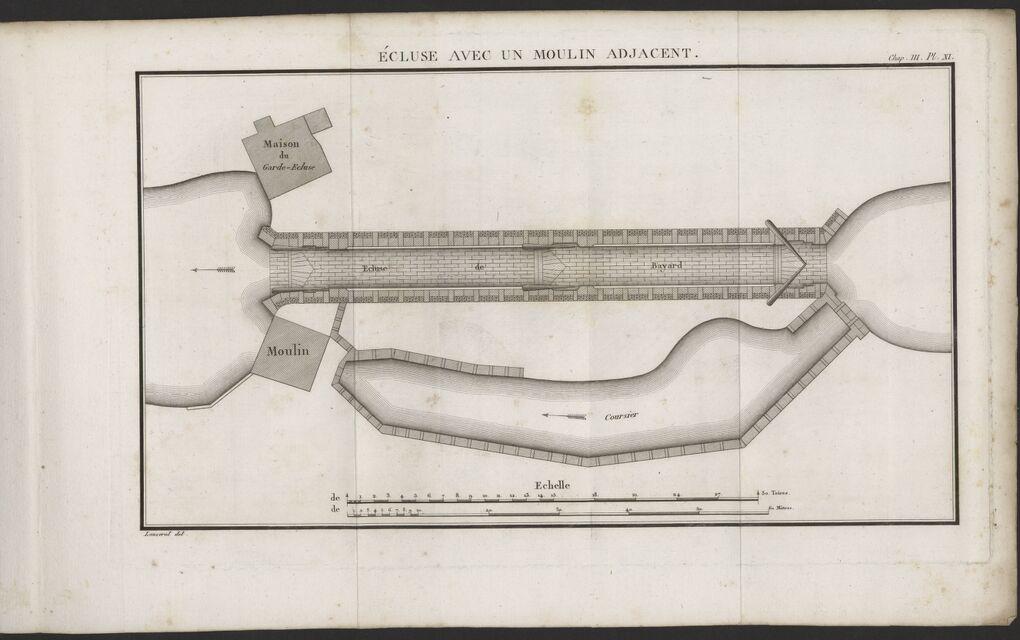 ÉCLUSE AVEC UN MOULIN ADJACENT.
Chap. III. Pl. XI.
Maison
du
Garde-Ecluse
Ecluse de Bayard
Moulin
Coursier
Echelle
de 1 2 3 4 5 6 7 8 9 10 11 12 13 14 15 18 21 24 27 30. Toises.
de 1 2 3 4 5 6 7 8 9 10 20 30 40 50 60 Mètres.
del.